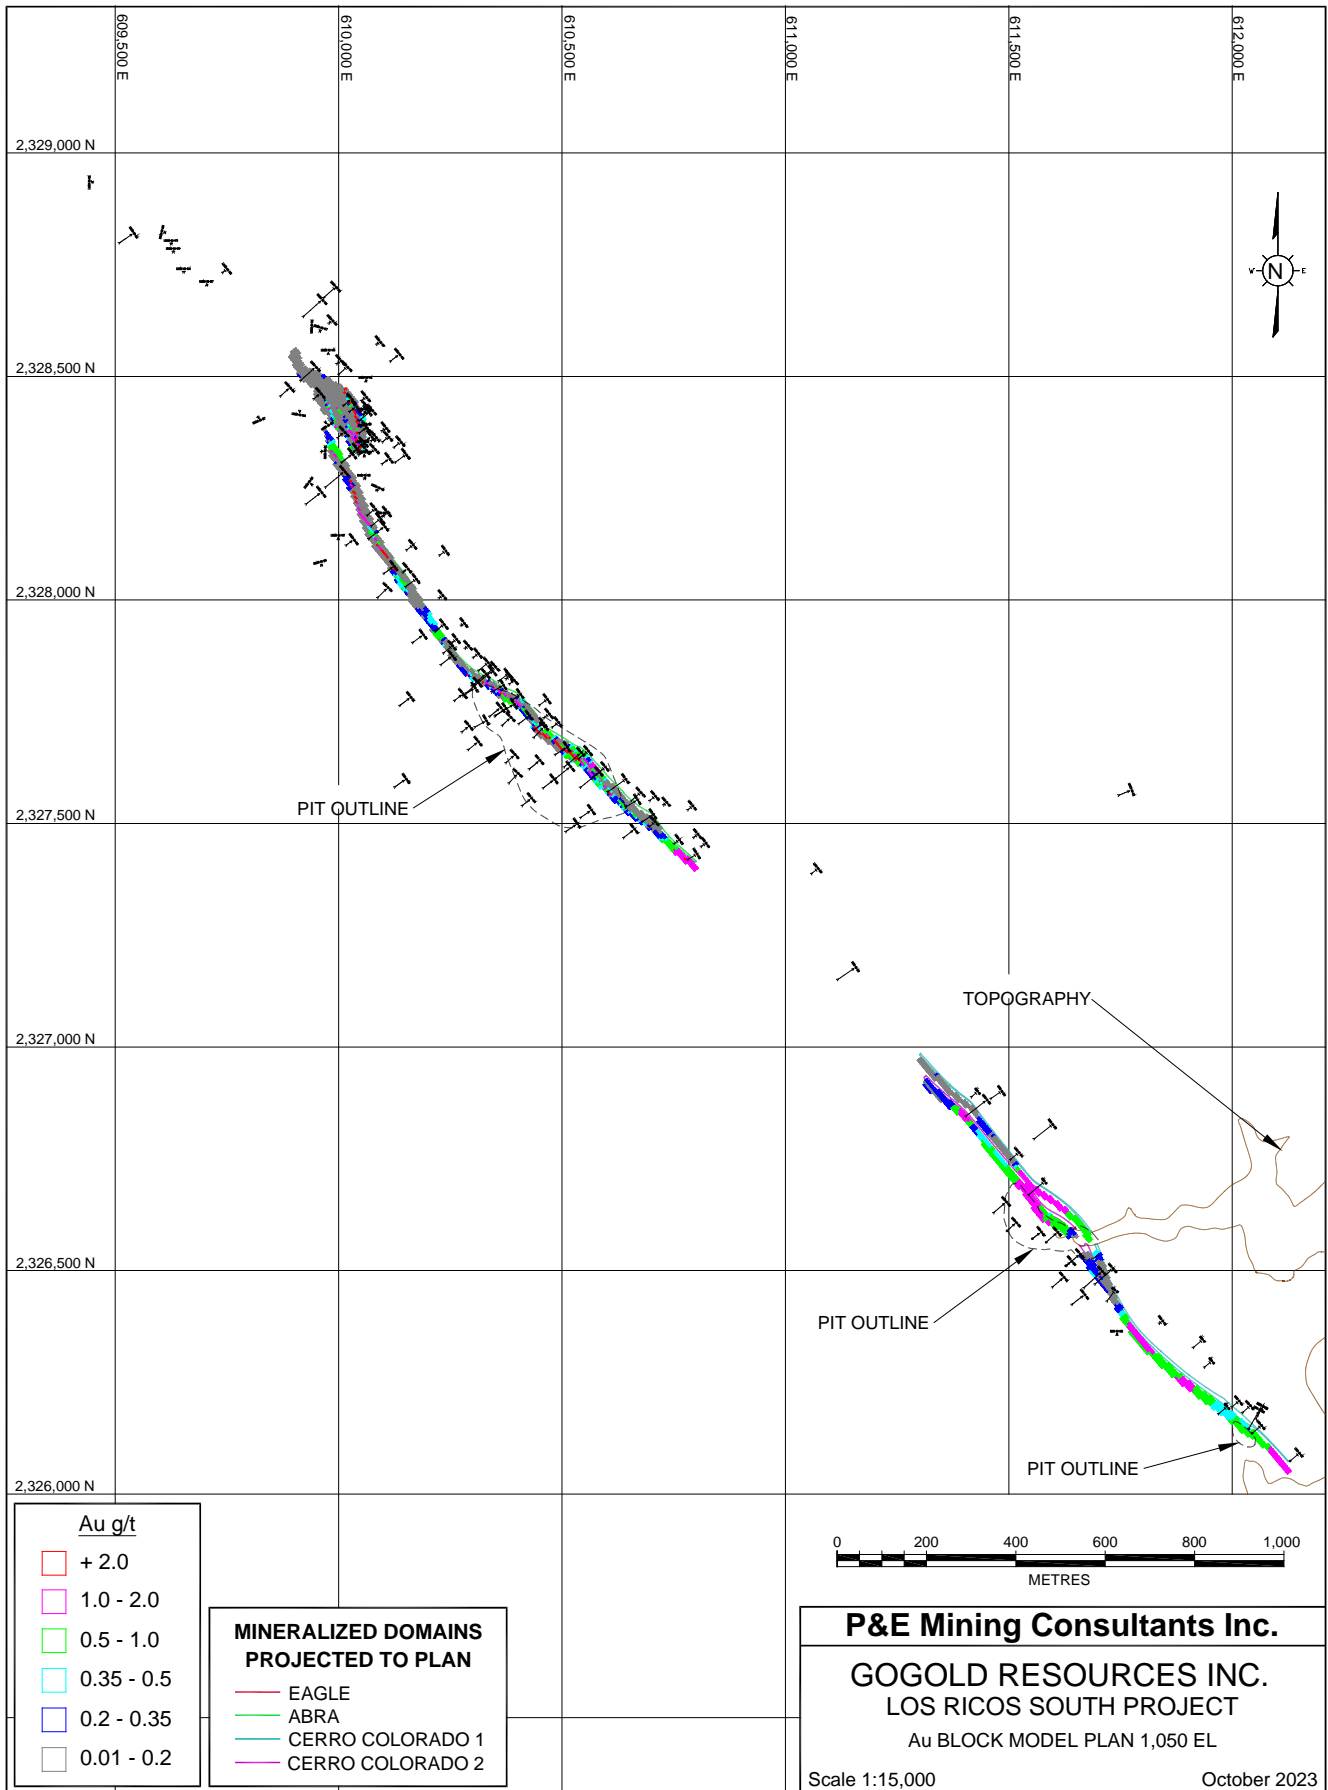 609,500 E
610,000 E
610,500 E
611,000 E
611,500 E
612,000 E
2,329,000 N
W N E
2,328,500 N
2,328,000 N
PIT OUTLINE
2,327,500 N
TOPOGRAPHY
2,327,000 N
2,326,500 N
PIT OUTLINE
PIT OUTLINE
2,326,000 N
Au g/t
+ 2.0
1.0 - 2.0
0.5 - 1.0
0.35 - 0.5
0.2 - 0.35
0.01 - 0.2
MINERALIZED DOMAINS
PROJECTED TO PLAN
EAGLE
ABRA
CERRO COLORADO 1
CERRO COLORADO 2
0 200 400 600 800 1,000
METRES
P&E Mining Consultants Inc.
GOGOLD RESOURCES INC.
LOS RICOS SOUTH PROJECT
Au BLOCK MODEL PLAN 1,050 EL
Scale 1:15,000 October 2023